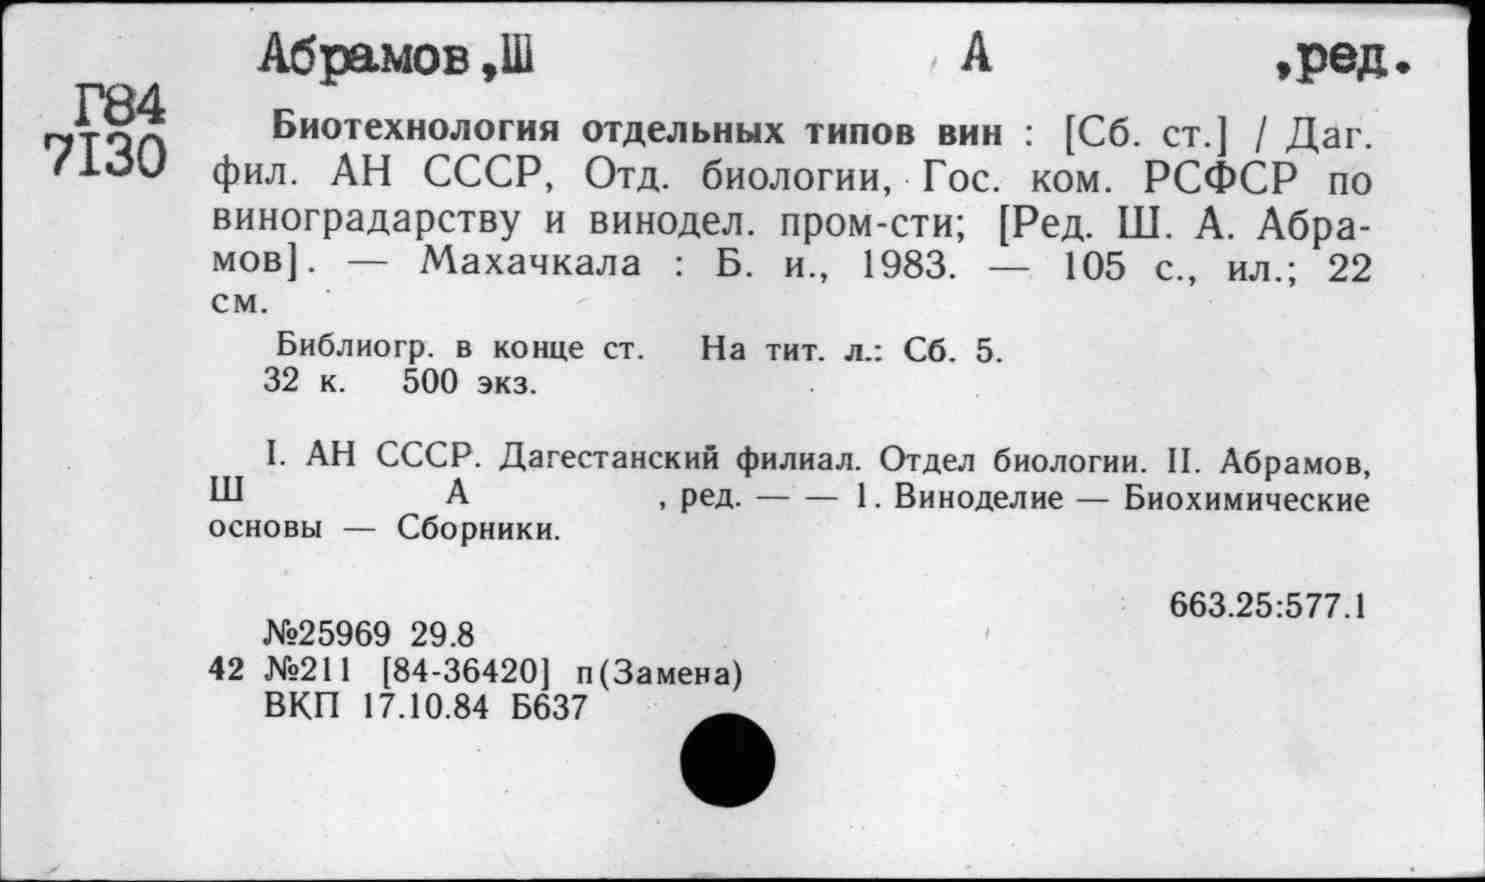 Абрамов,Ш А ,ред.
Г84
7I30
Биотехнология отдельных типов вин : [Сб. ст.] / Даг.
фил. АН СССР, Отд. биологии, Гос. ком. РСФСР по
виноградарству и винодел. пром-сти; [Ред. Ш. А. Абра-
мов]. — Махачкала : Б. и., 1983. — 105 с., ил.; 22
см.
Библиогр. в конце ст. На тит. л.: Сб. 5.
32 к. 500 экз.
I. АН СССР. Дагестанский филиал. Отдел биологии. II. Абрамов,
Ш А , ред. — — 1. Виноделие — Биохимические
основы — Сборники.
663.25:577.1
№25969 29.8
42 №211 [84-36420] п(Замена)
ВКП 17.10.84 Б637